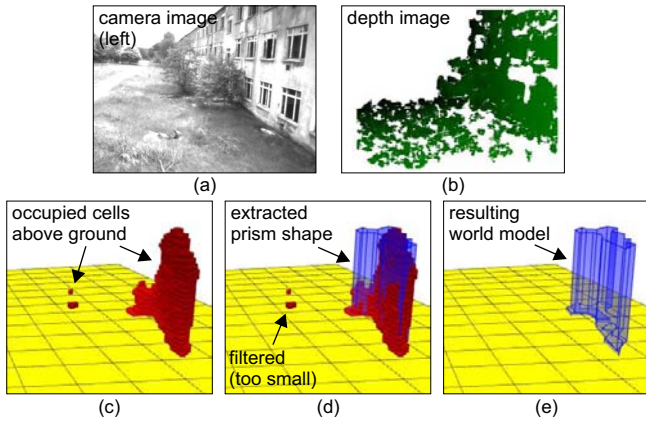 camera image
(left)
depth image
(a)
(b)
occupied cells
above ground
extracted
prism shape
filtered
(too small)
resulting
world model
(c)
(d)
(e)